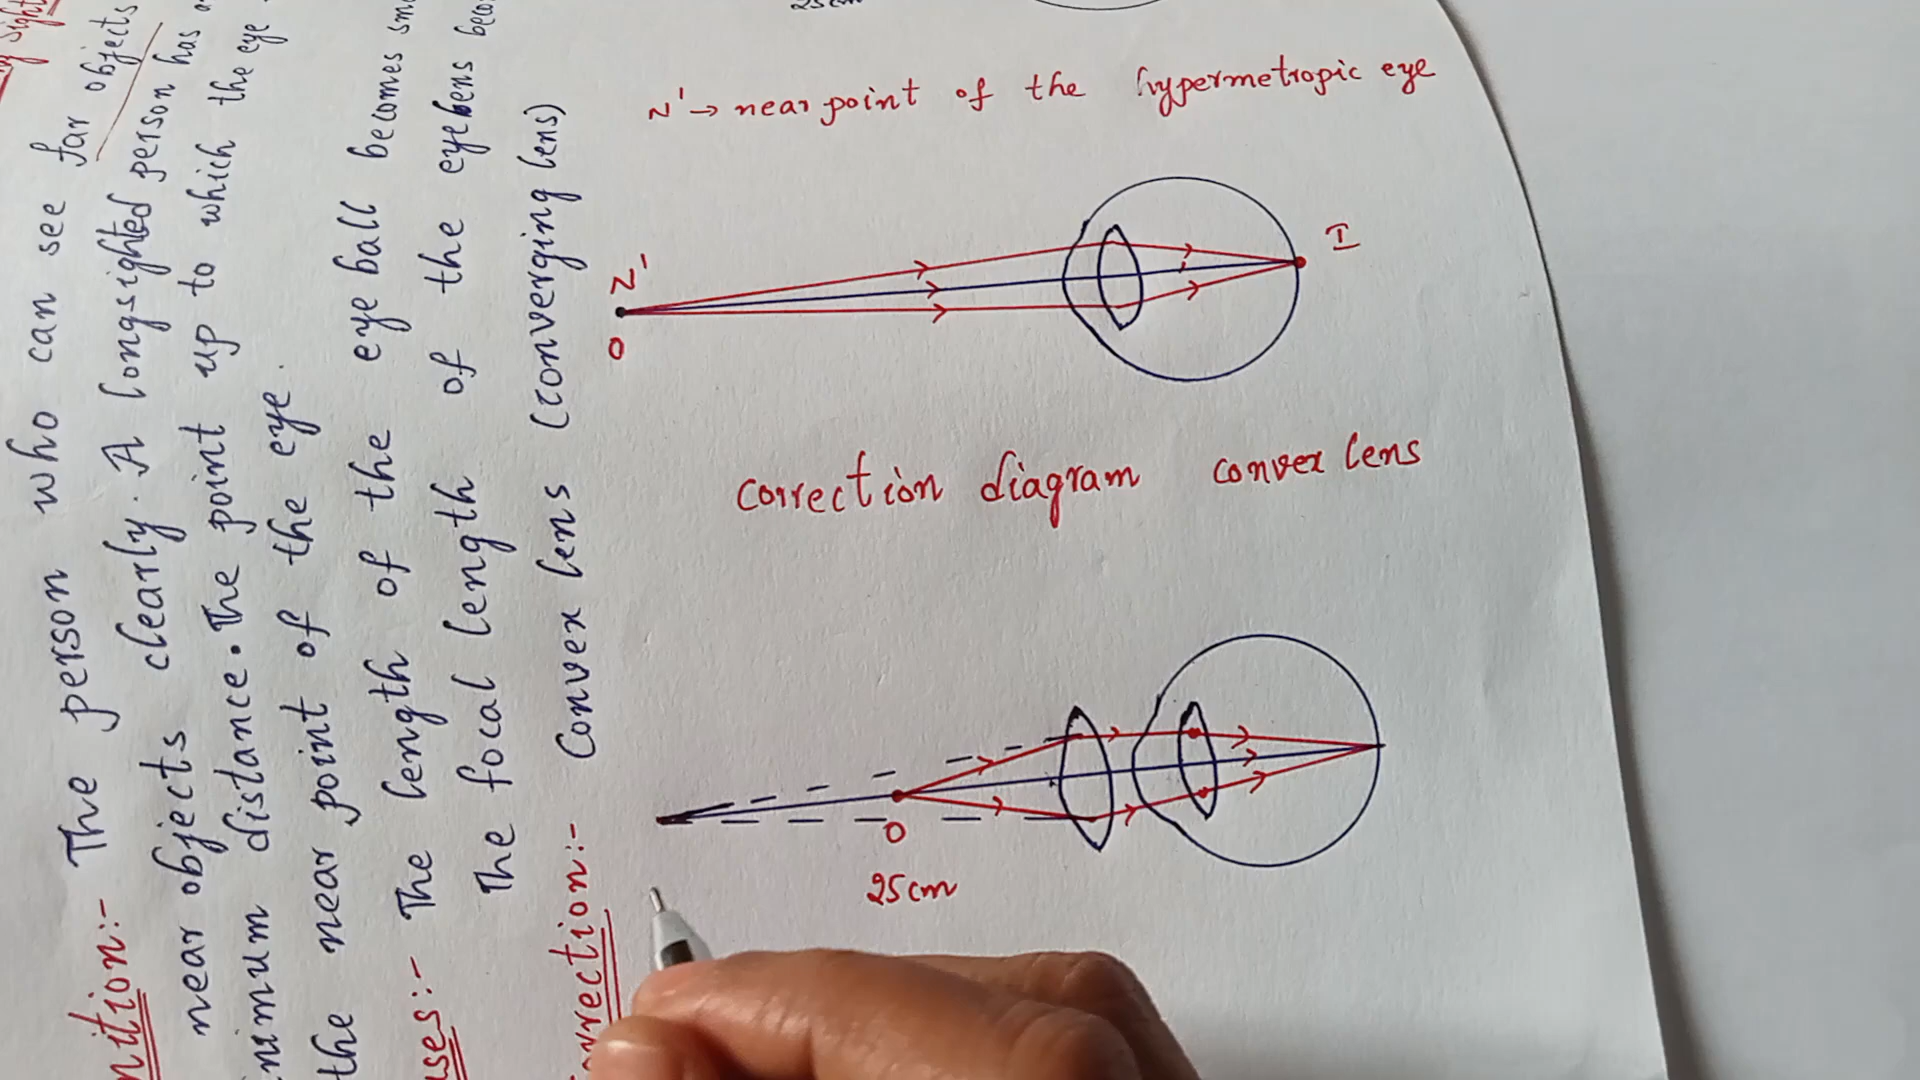 25cm
N' → near point of the hypermetropic eye
N'
O
I
correction diagram convex lens
O
25cm
The person who can see far objects
near objects clearly. A longsighted person has
distance. The point up to which the eye
the near point of the eye.
The length of the eye ball becomes
The focal length of the eye lens
Convex lens (converging lens)